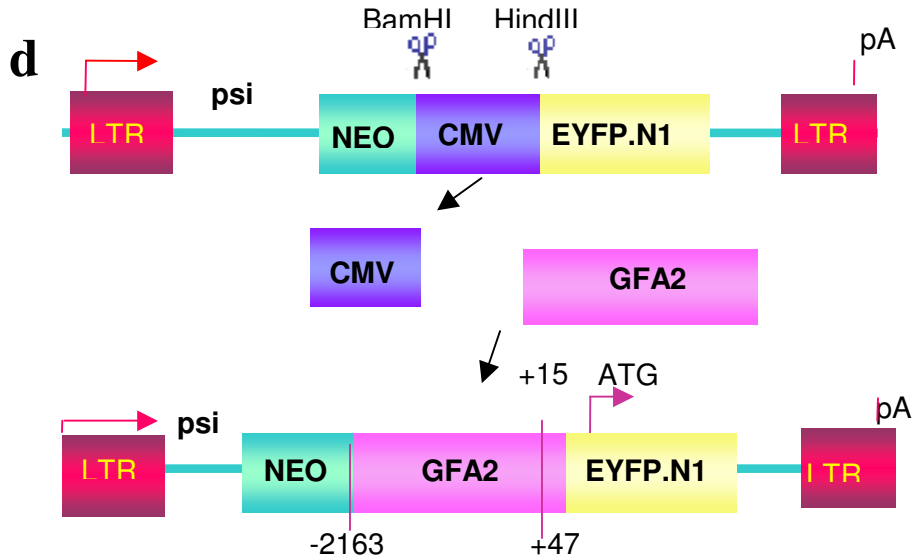 d
BamHI HindIII
pA
LTR psi NEO CMV EYFP.N1 LTR
CMV GFA2
+15 ATG
pA
LTR psi NEO GFA2 EYFP.N1 LTR
-2163 +47